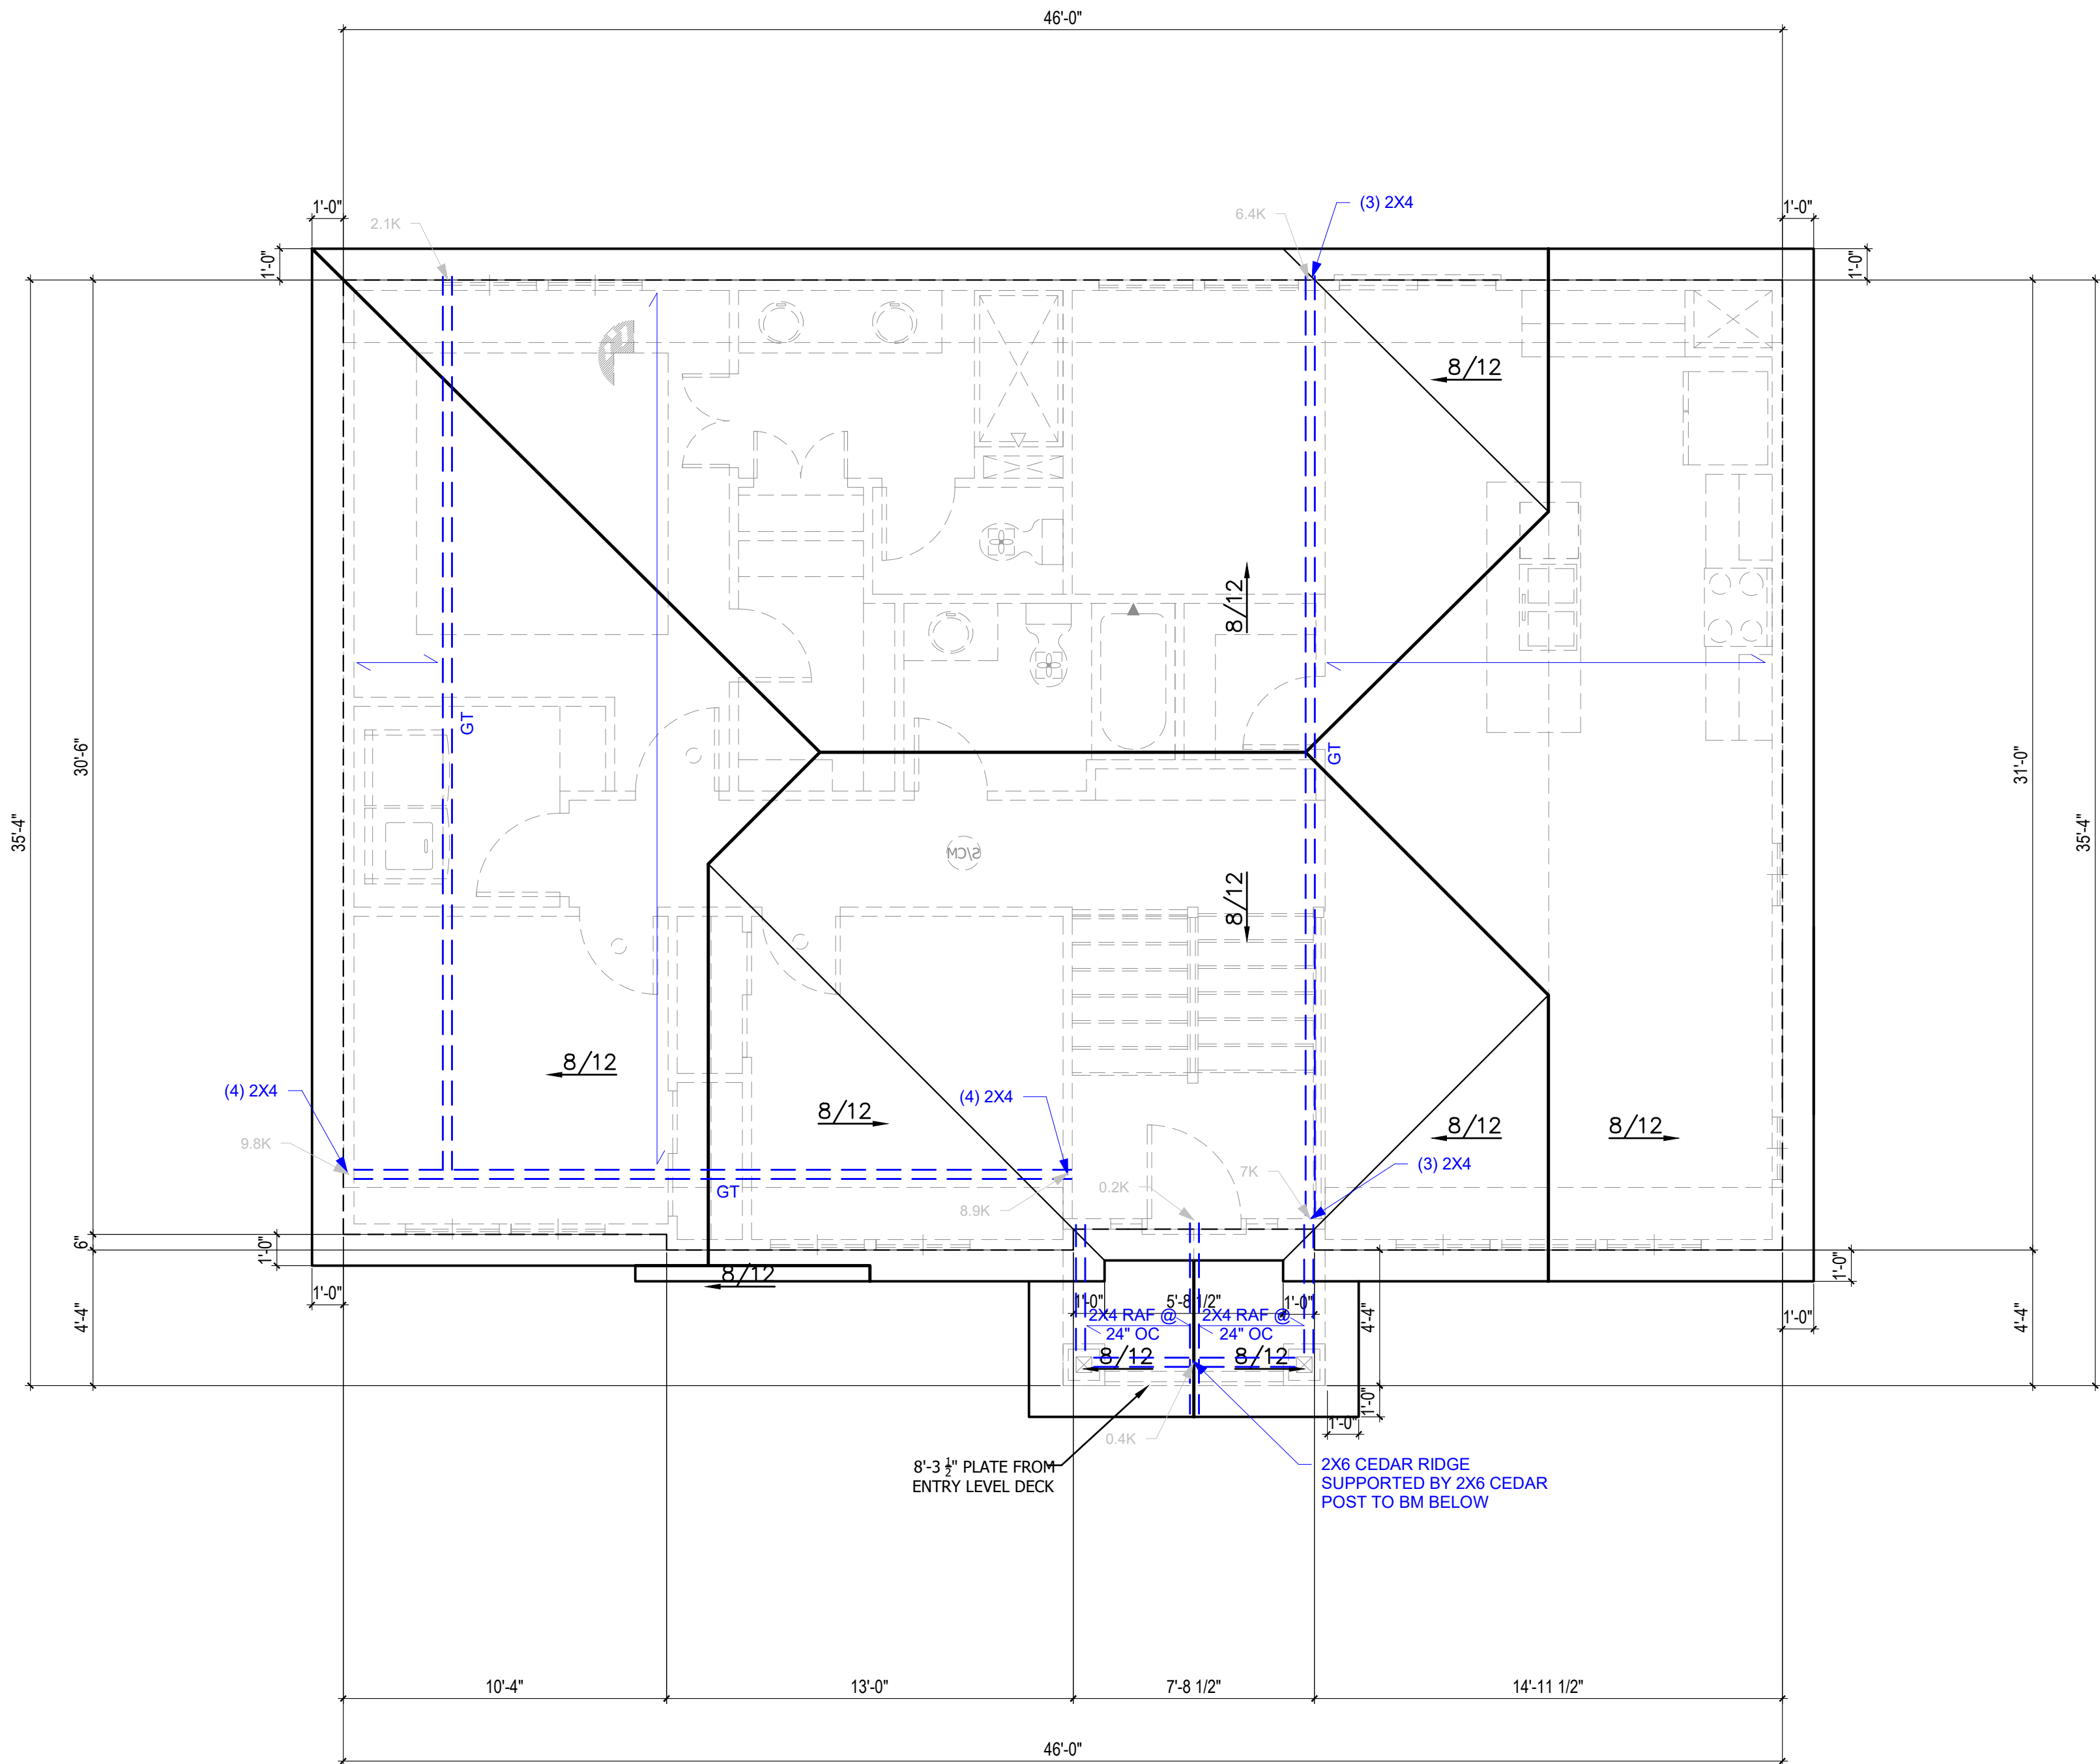 46'-0"
(3) 2X4
1'-0"
1'-0"
2.1K
6.4K
1'-0"
1'-0"
8/12
8/12
GT
GT
30'-6"
31'-0"
35'-4"
35'-4"
S/CM
8/12
8/12
(4) 2X4
(4) 2X4
8/12
8/12
8/12
9.8K
(3) 2X4
7K
0.2K
GT
8.9K
6"
1'-0"
1'-0"
8/12
1'-0"
1'-0"
5'-8 1/2"
1'-0"
1'-0"
4'-4"
4'-4"
4'-4"
2X4 RAF @
24" OC
2X4 RAF @
24" OC
8/12
8/12
1'-0"
1'-0"
0.4K
8'-3 1/2" PLATE FROM
ENTRY LEVEL DECK
2X6 CEDAR RIDGE
SUPPORTED BY 2X6 CEDAR
POST TO BM BELOW
10'-4"
13'-0"
7'-8 1/2"
14'-11 1/2"
46'-0"